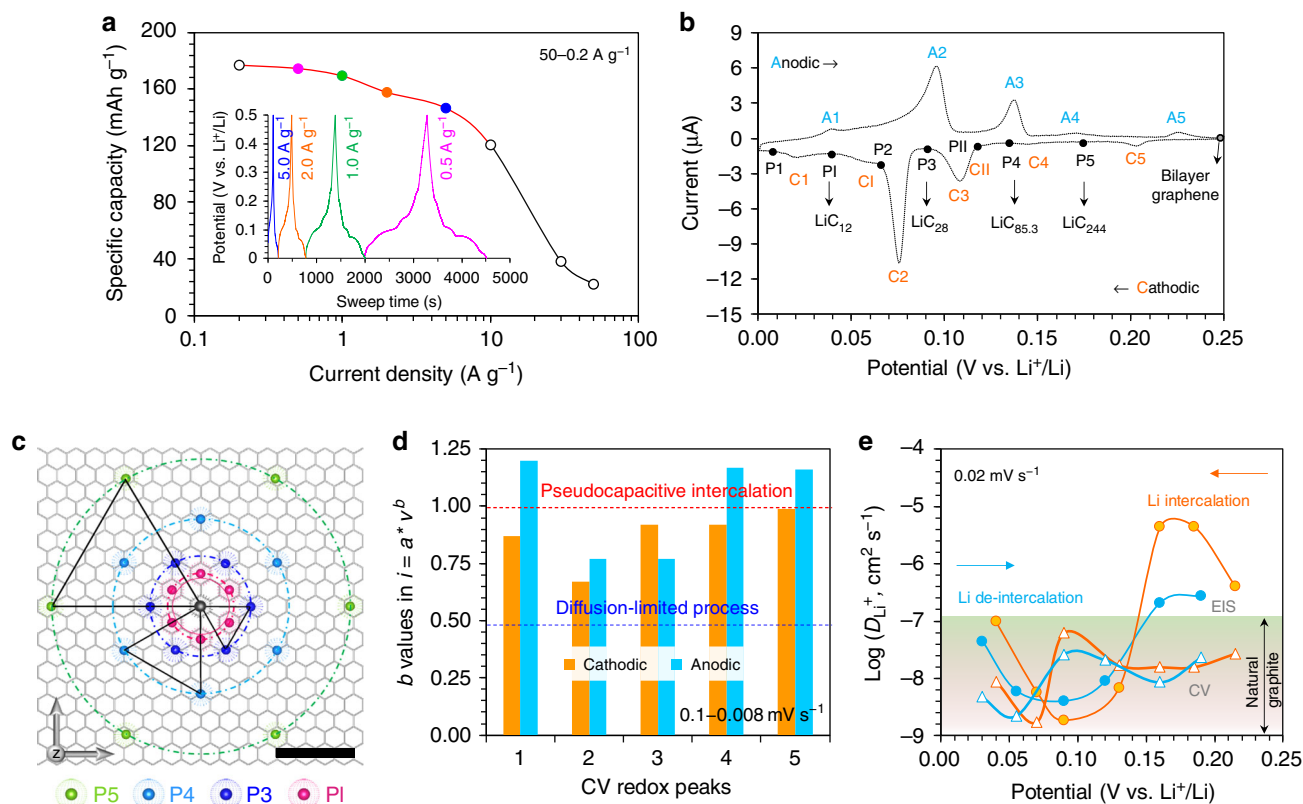 a
Specific capacity (mAh g⁻¹)
200
160
120
80
40
0
0.1
1
10
100
Current density (A g⁻¹)
50–0.2 A g⁻¹
Potential (V vs. Li⁺/Li)
0.5
0.4
0.3
0.2
0.1
0
0 1000 2000 3000 4000 5000
Sweep time (s)
5.0 A g⁻¹
2.0 A g⁻¹
1.0 A g⁻¹
0.5 A g⁻¹
b
Current (µA)
9
6
3
0
−3
−6
−9
−12
−15
0.00 0.05 0.10 0.15 0.20 0.25
Potential (V vs. Li⁺/Li)
Anodic →
A1 A2 A3 A4 A5
P1 PI P2 P3 PII P4 P5
C1 CI C2 C3 CII C4 C5
LiC₁₂
LiC₂₈
LiC₈₅.₃
LiC₂₄₄
Bilayer
graphene
← Cathodic
c
z
P5 P4 P3 PI
d
b values in i = a* vᵇ
1.25
1.00
0.75
0.50
0.25
0.00
Pseudocapacitive intercalation
Diffusion-limited process
Cathodic Anodic
0.1–0.008 mV s⁻¹
1 2 3 4 5
CV redox peaks
e
Log (D_Li⁺, cm² s⁻¹)
−4
−5
−6
−7
−8
−9
0.02 mV s⁻¹
Li intercalation
Li de-intercalation
EIS
CV
Natural
graphite
0.00 0.05 0.10 0.15 0.20 0.25
Potential (V vs. Li⁺/Li)